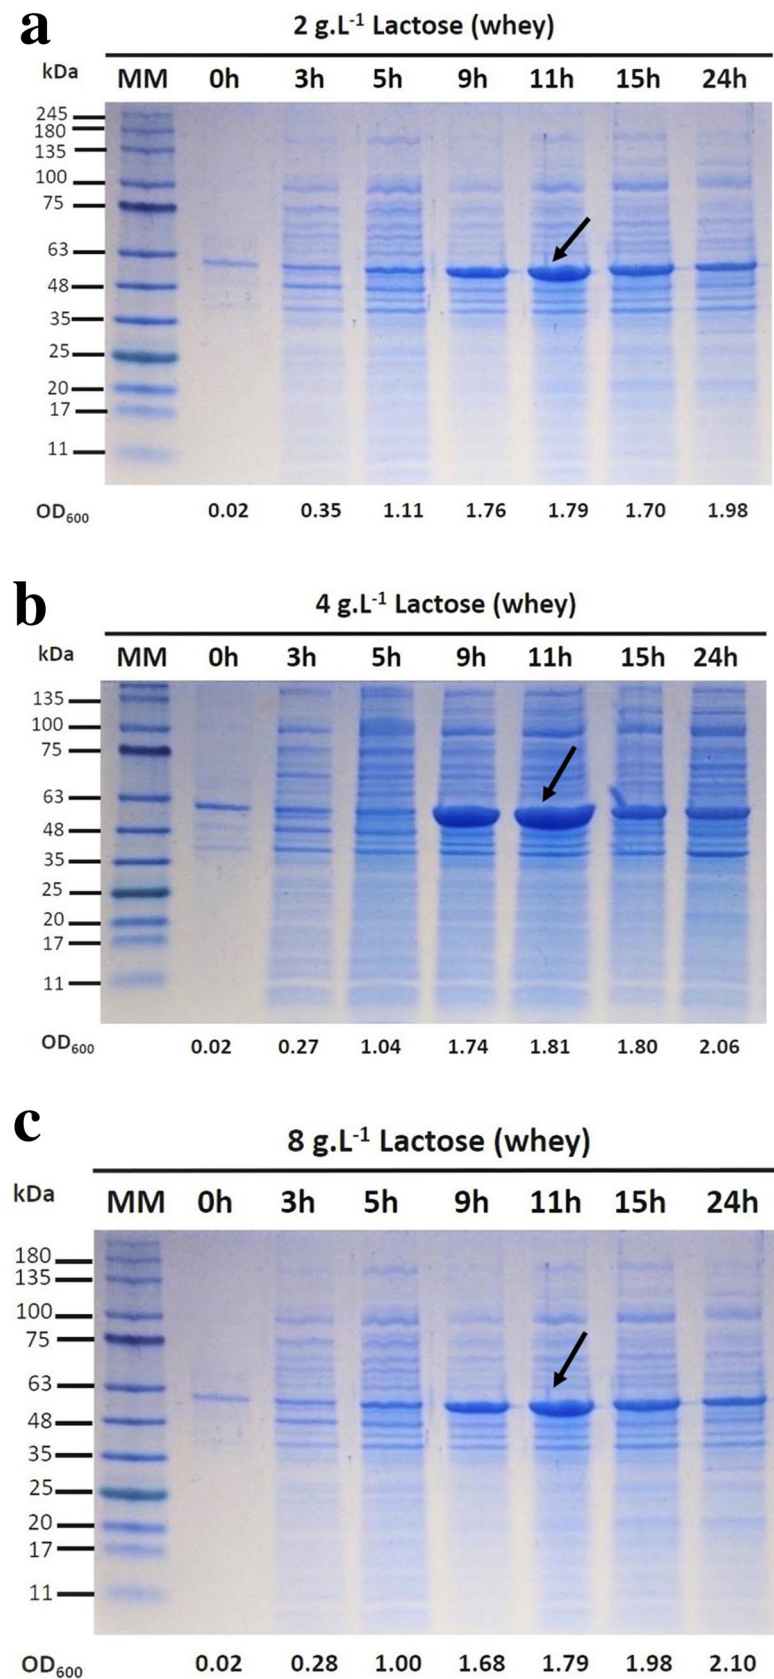 a
2 g.L-1 Lactose (whey)
kDa MM 0h 3h 5h 9h 11h 15h 24h
245
180
135
100
75
63
48
35
25
20
17
11
OD600 0.02 0.35 1.11 1.76 1.79 1.70 1.98
b
4 g.L-1 Lactose (whey)
kDa MM 0h 3h 5h 9h 11h 15h 24h
135
100
75
63
48
35
25
20
17
11
OD600 0.02 0.27 1.04 1.74 1.81 1.80 2.06
c
8 g.L-1 Lactose (whey)
kDa MM 0h 3h 5h 9h 11h 15h 24h
180
135
100
75
63
48
35
25
20
17
11
OD600 0.02 0.28 1.00 1.68 1.79 1.98 2.10